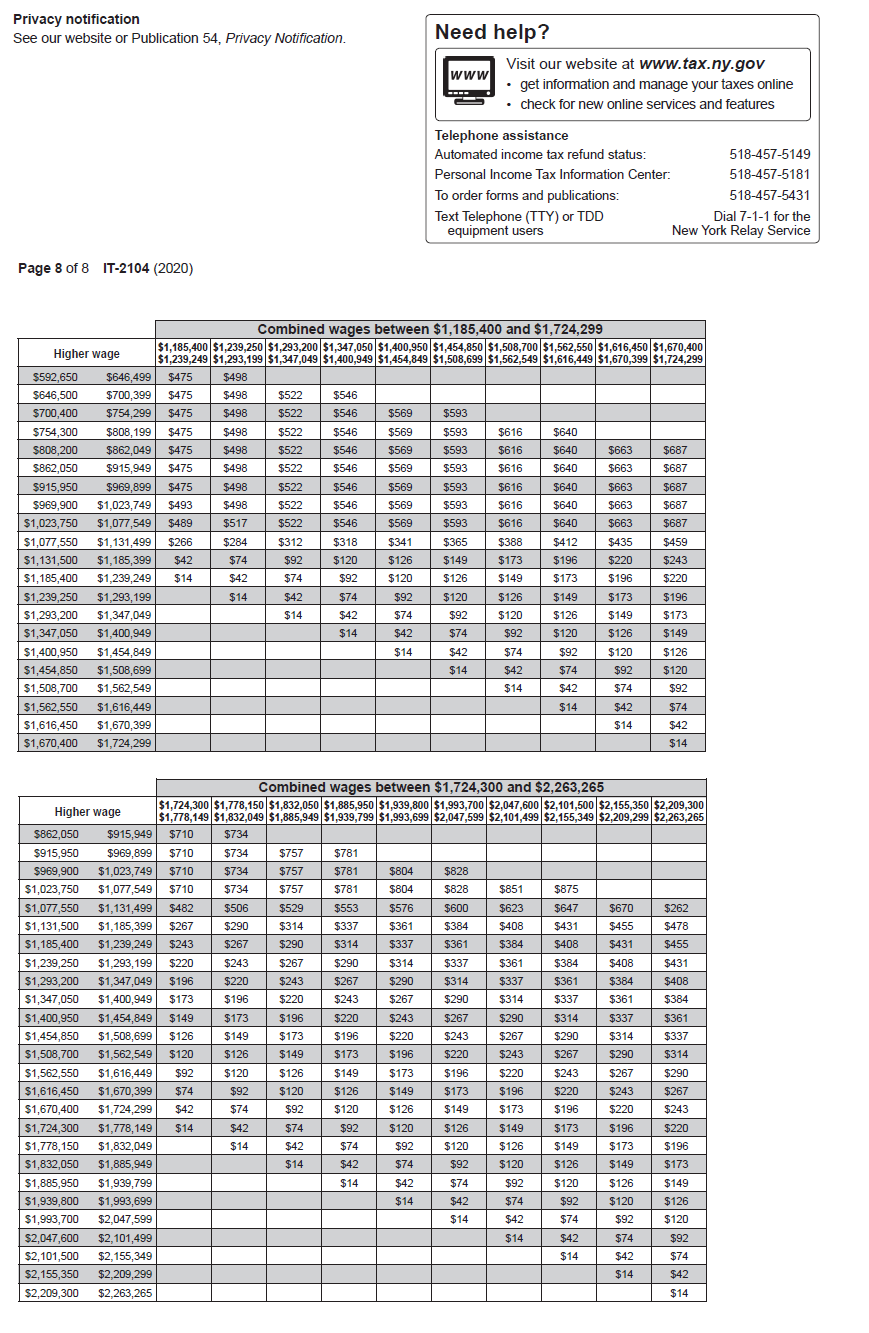 Privacy notification
See our website or Publication 54, Privacy Notification.
Need help?
www
Visit our website at www.tax.ny.gov
• get information and manage your taxes online
• check for new online services and features
Telephone assistance
Automated income tax refund status: 518-457-5149
Personal Income Tax Information Center: 518-457-5181
To order forms and publications: 518-457-5431
Text Telephone (TTY) or TDD Dial 7-1-1 for the
equipment users New York Relay Service
Page 8 of 8 IT-2104 (2020)
Combined wages between $1,185,400 and $1,724,299
Higher wage
$1,185,400 $1,239,250 $1,293,200 $1,347,050 $1,400,950 $1,454,850 $1,508,700 $1,562,550 $1,616,450 $1,670,400
$1,239,249 $1,293,199 $1,347,049 $1,400,949 $1,454,849 $1,508,699 $1,562,549 $1,616,449 $1,670,399 $1,724,299
$592,650 $646,499 $475 $498
$646,500 $700,399 $475 $498 $522 $546
$700,400 $754,299 $475 $498 $522 $546 $569 $593
$754,300 $808,199 $475 $498 $522 $546 $569 $593 $616 $640
$808,200 $862,049 $475 $498 $522 $546 $569 $593 $616 $640 $663 $687
$862,050 $915,949 $475 $498 $522 $546 $569 $593 $616 $640 $663 $687
$915,950 $969,899 $475 $498 $522 $546 $569 $593 $616 $640 $663 $687
$969,900 $1,023,749 $493 $498 $522 $546 $569 $593 $616 $640 $663 $687
$1,023,750 $1,077,549 $489 $517 $522 $546 $569 $593 $616 $640 $663 $687
$1,077,550 $1,131,499 $266 $284 $312 $318 $341 $365 $388 $412 $435 $459
$1,131,500 $1,185,399 $42 $74 $92 $120 $126 $149 $173 $196 $220 $243
$1,185,400 $1,239,249 $14 $42 $74 $92 $120 $126 $149 $173 $196 $220
$1,239,250 $1,293,199 $14 $42 $74 $92 $120 $126 $149 $173 $196
$1,293,200 $1,347,049 $14 $42 $74 $92 $120 $126 $149 $173
$1,347,050 $1,400,949 $14 $42 $74 $92 $120 $126 $149
$1,400,950 $1,454,849 $14 $42 $74 $92 $120 $126
$1,454,850 $1,508,699 $14 $42 $74 $92 $120
$1,508,700 $1,562,549 $14 $42 $74 $92
$1,562,550 $1,616,449 $14 $42 $74
$1,616,450 $1,670,399 $14 $42
$1,670,400 $1,724,299 $14
Combined wages between $1,724,300 and $2,263,265
Higher wage
$1,724,300 $1,778,150 $1,832,050 $1,885,950 $1,939,800 $1,993,700 $2,047,600 $2,101,500 $2,155,350 $2,209,300
$1,778,149 $1,832,049 $1,885,949 $1,939,799 $1,993,699 $2,047,599 $2,101,499 $2,155,349 $2,209,299 $2,263,265
$862,050 $915,949 $710 $734
$915,950 $969,899 $710 $734 $757 $781
$969,900 $1,023,749 $710 $734 $757 $781 $804 $828
$1,023,750 $1,077,549 $710 $734 $757 $781 $804 $828 $851 $875
$1,077,550 $1,131,499 $482 $506 $529 $553 $576 $600 $623 $647 $670 $262
$1,131,500 $1,185,399 $267 $290 $314 $337 $361 $384 $408 $431 $455 $478
$1,185,400 $1,239,249 $243 $267 $290 $314 $337 $361 $384 $408 $431 $455
$1,239,250 $1,293,199 $220 $243 $267 $290 $314 $337 $361 $384 $408 $431
$1,293,200 $1,347,049 $196 $220 $243 $267 $290 $314 $337 $361 $384 $408
$1,347,050 $1,400,949 $173 $196 $220 $243 $267 $290 $314 $337 $361 $384
$1,400,950 $1,454,849 $149 $173 $196 $220 $243 $267 $290 $314 $337 $361
$1,454,850 $1,508,699 $126 $149 $173 $196 $220 $243 $267 $290 $314 $337
$1,508,700 $1,562,549 $120 $126 $149 $173 $196 $220 $243 $267 $290 $314
$1,562,550 $1,616,449 $92 $120 $126 $149 $173 $196 $220 $243 $267 $290
$1,616,450 $1,670,399 $74 $92 $120 $126 $149 $173 $196 $220 $243 $267
$1,670,400 $1,724,299 $42 $74 $92 $120 $126 $149 $173 $196 $220 $243
$1,724,300 $1,778,149 $14 $42 $74 $92 $120 $126 $149 $173 $196 $220
$1,778,150 $1,832,049 $14 $42 $74 $92 $120 $126 $149 $173 $196
$1,832,050 $1,885,949 $14 $42 $74 $92 $120 $126 $149 $173
$1,885,950 $1,939,799 $14 $42 $74 $92 $120 $126 $149
$1,939,800 $1,993,699 $14 $42 $74 $92 $120 $126
$1,993,700 $2,047,599 $14 $42 $74 $92 $120
$2,047,600 $2,101,499 $14 $42 $74 $92
$2,101,500 $2,155,349 $14 $42 $74
$2,155,350 $2,209,299 $14 $42
$2,209,300 $2,263,265 $14